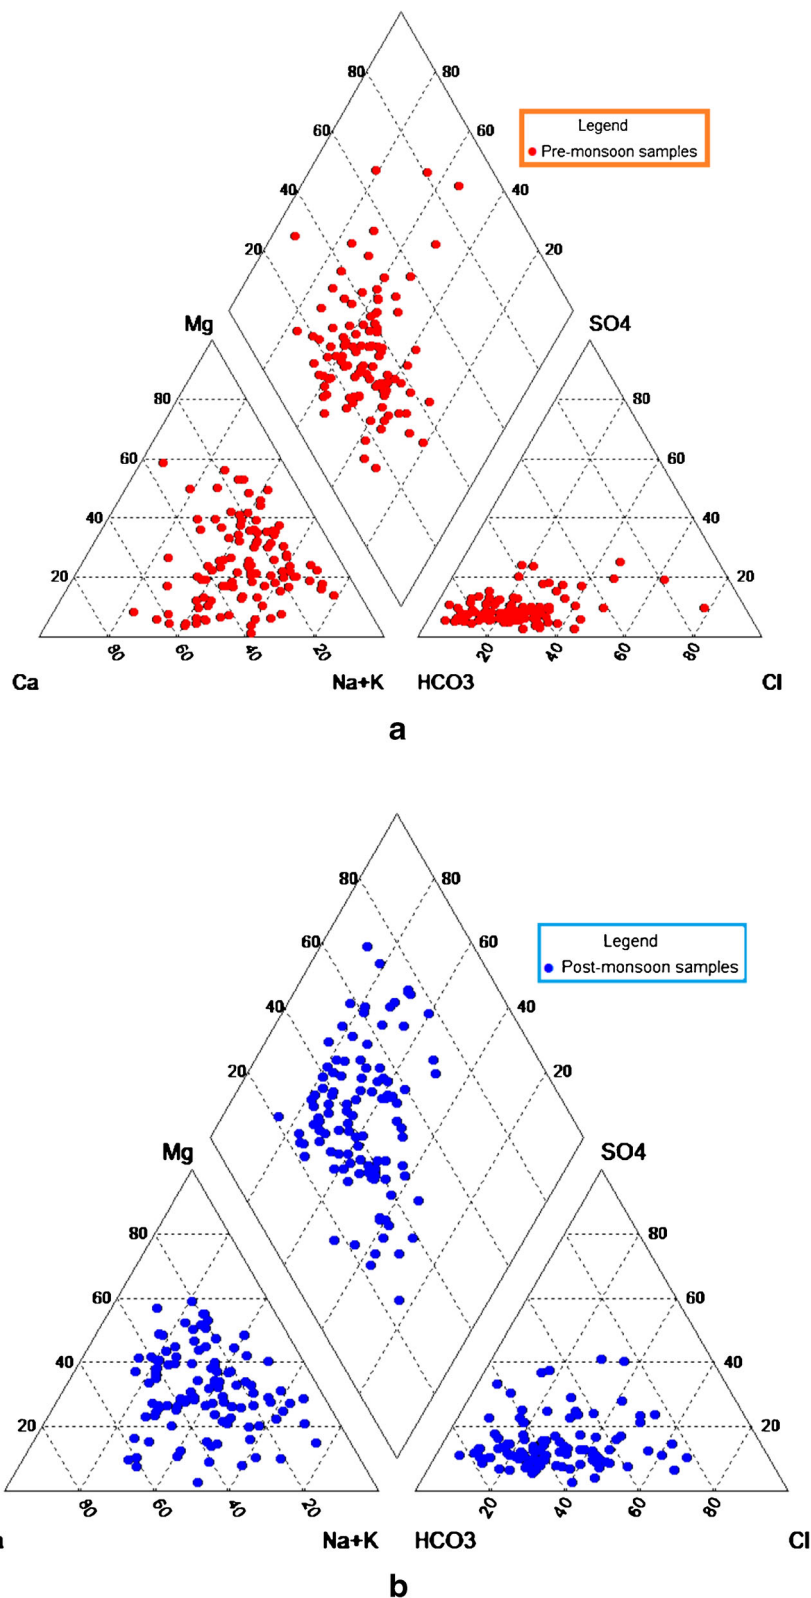 80 80
60 60
Legend
Pre-monsoon samples
40 40
20 20
Mg SO4
80 80
60 60
40 40
20 20
80 60 40 20 20 40 60 80
Ca Na+K HCO3 Cl
a
80 80
60 60
Legend
Post-monsoon samples
40 40
20 20
Mg SO4
80 80
60 60
40 40
20 20
80 60 40 20 20 40 60 80
a Na+K HCO3 Cl
b